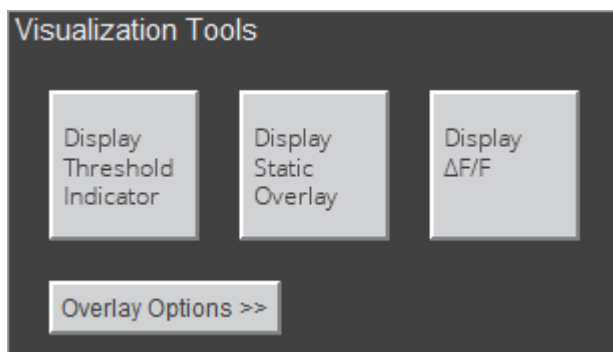 Visualization Tools
Display
Threshold
Indicator
Display
Static
Overlay
Display
ΔF/F
Overlay Options >>